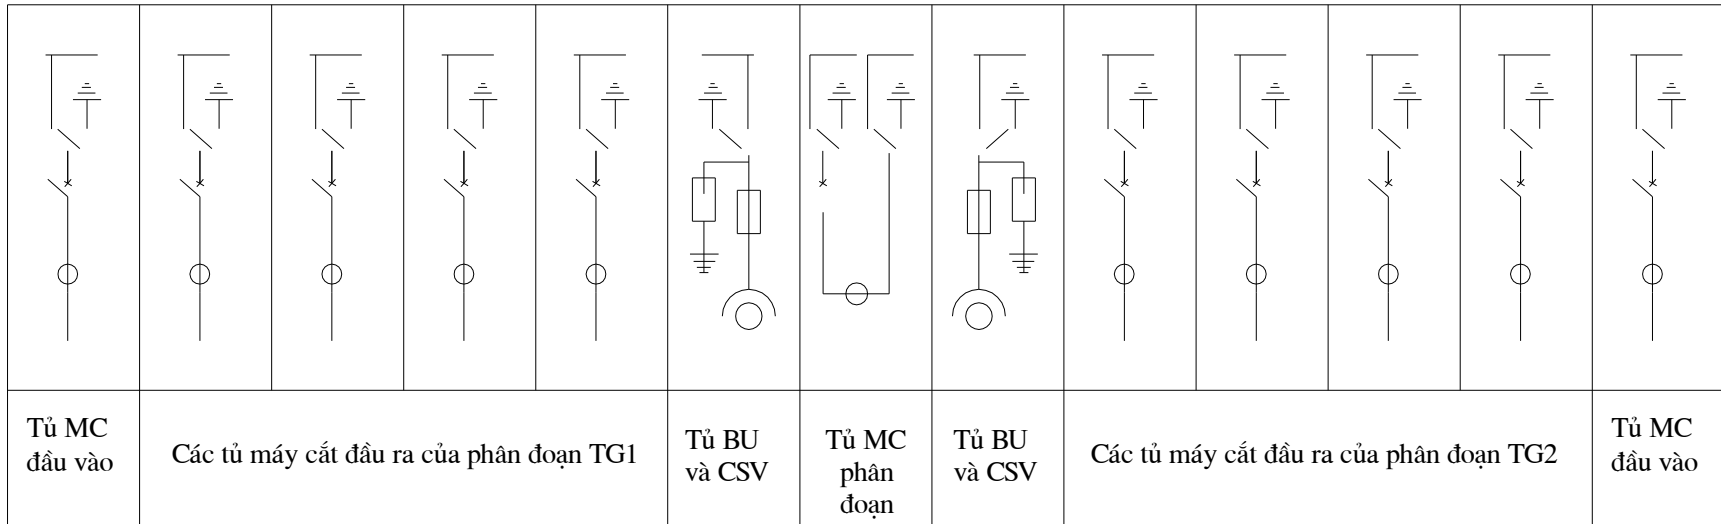 Tủ MC
đầu vào
Các tủ máy cắt đầu ra của phân đoạn TG1
Tủ BU
và CSV
Tủ MC
phân
đoạn
Tủ BU
và CSV
Các tủ máy cắt đầu ra của phân đoạn TG2
Tủ MC
đầu vào